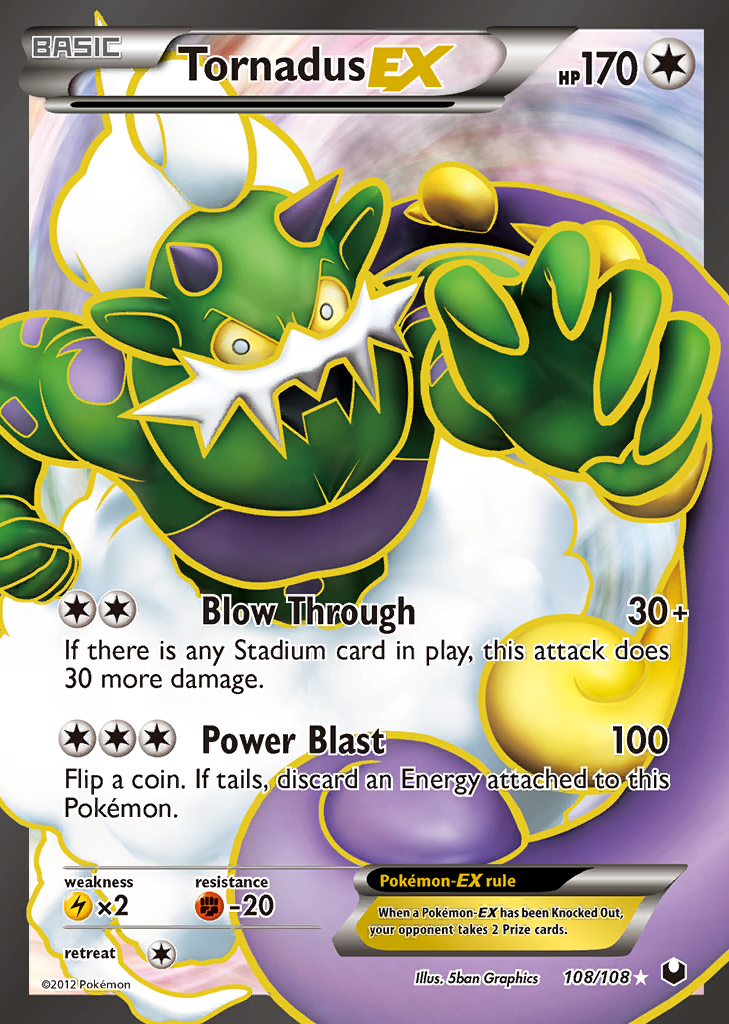 BASIC
Tornadus EX
HP 170
Blow Through 30+
If there is any Stadium card in play, this attack does
30 more damage.
Power Blast 100
Flip a coin. If tails, discard an Energy attached to this
Pokémon.
weakness
×2
resistance
-20
retreat
Pokémon-EX rule
When a Pokémon-EX has been Knocked Out,
your opponent takes 2 Prize cards.
©2012 Pokémon
Illus. 5ban Graphics
108/108